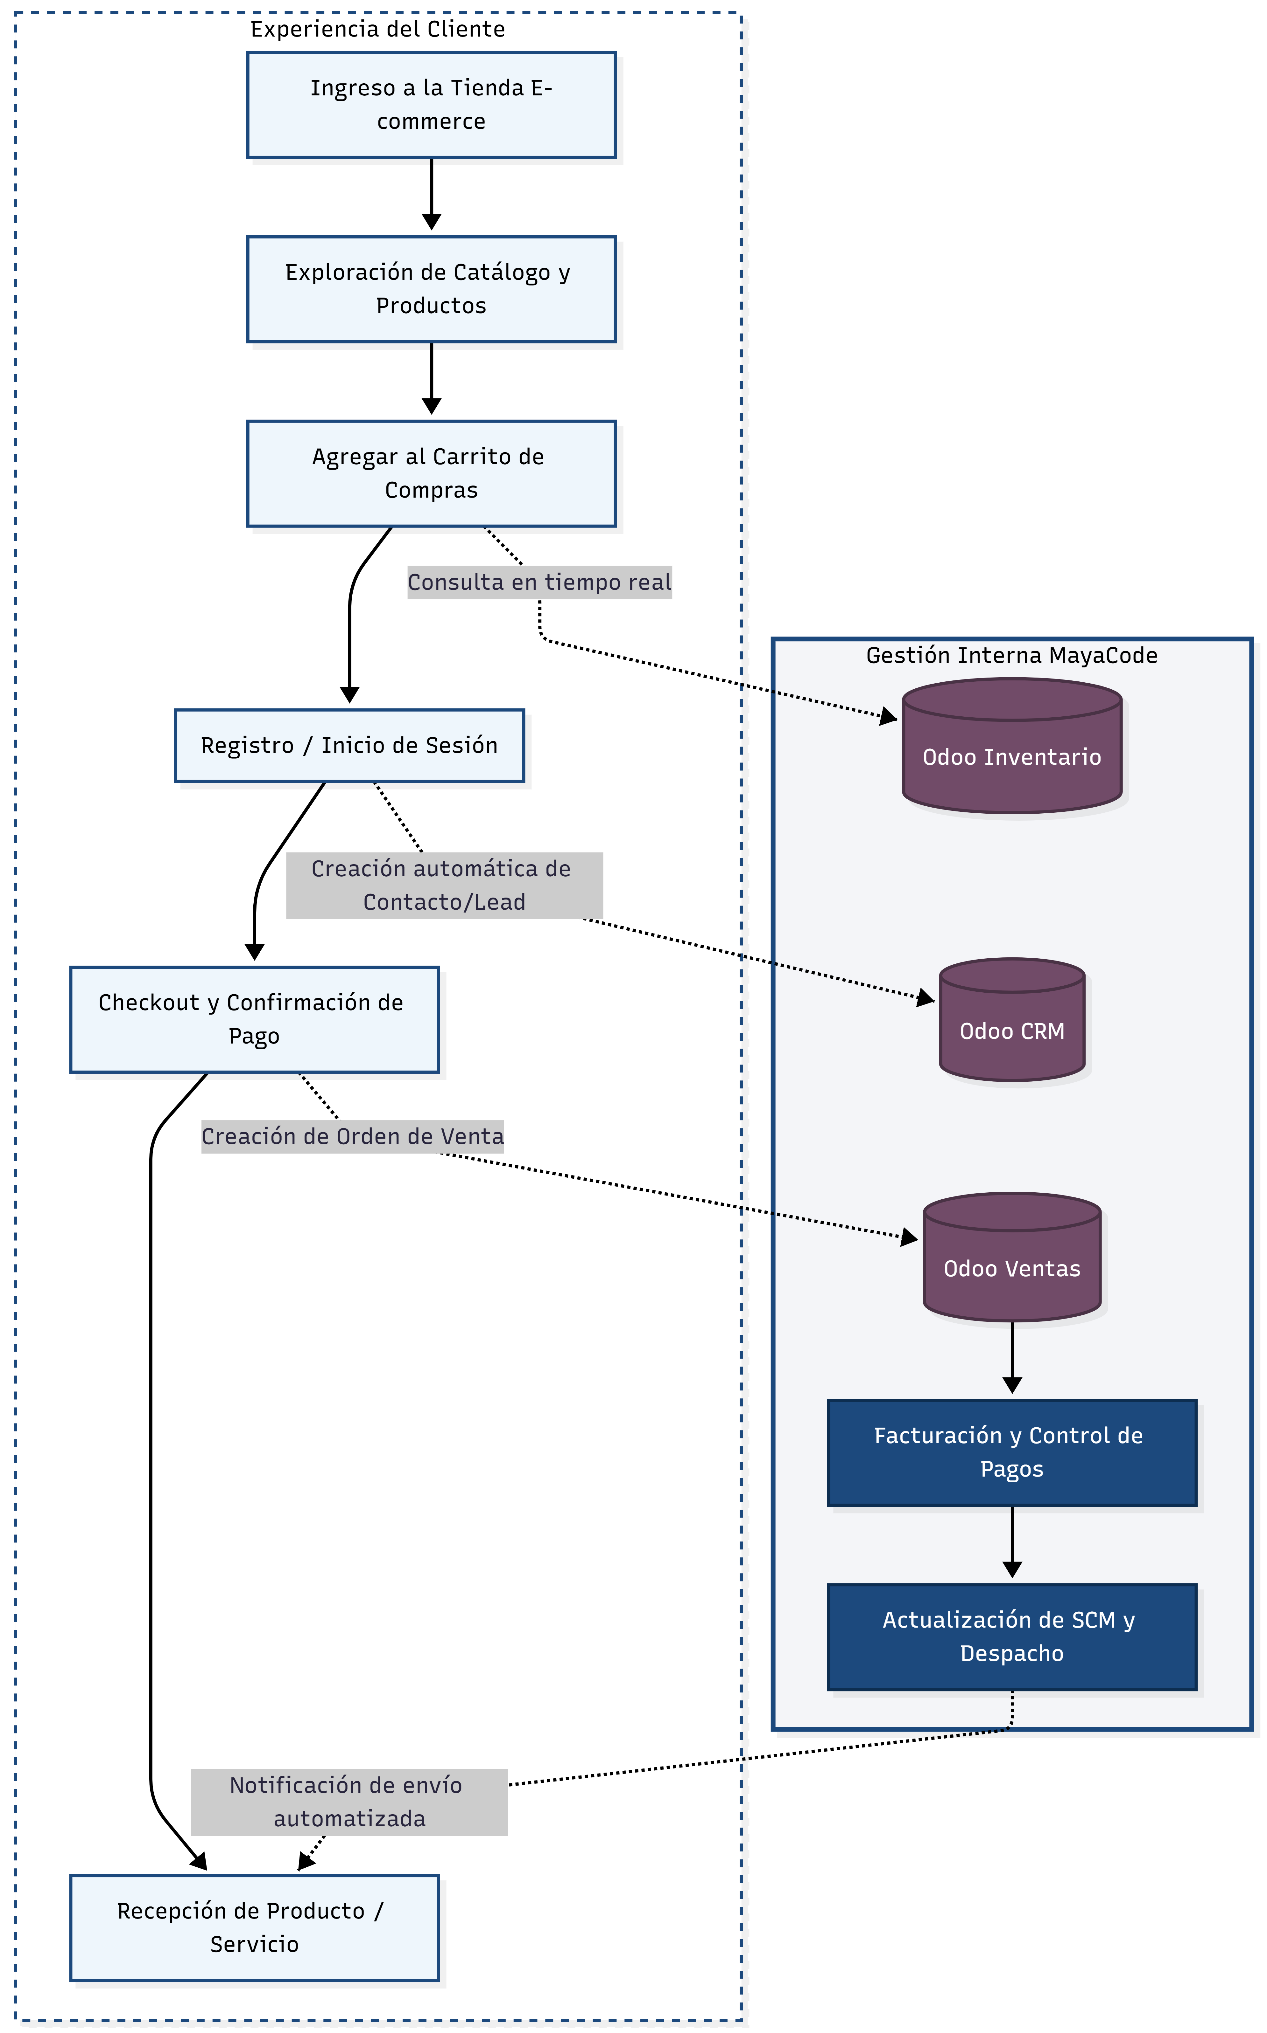 Experiencia del Cliente
Ingreso a la Tienda E-
commerce
Exploración de Catálogo y
Productos
Agregar al Carrito de
Compras
Consulta en tiempo real
Gestión Interna MayaCode
Odoo Inventario
Registro / Inicio de Sesión
Creación automática de
Contacto/Lead
Odoo CRM
Checkout y Confirmación de
Pago
Creación de Orden de Venta
Odoo Ventas
Facturación y Control de
Pagos
Actualización de SCM y
Despacho
Notificación de envío
automatizada
Recepción de Producto /
Servicio